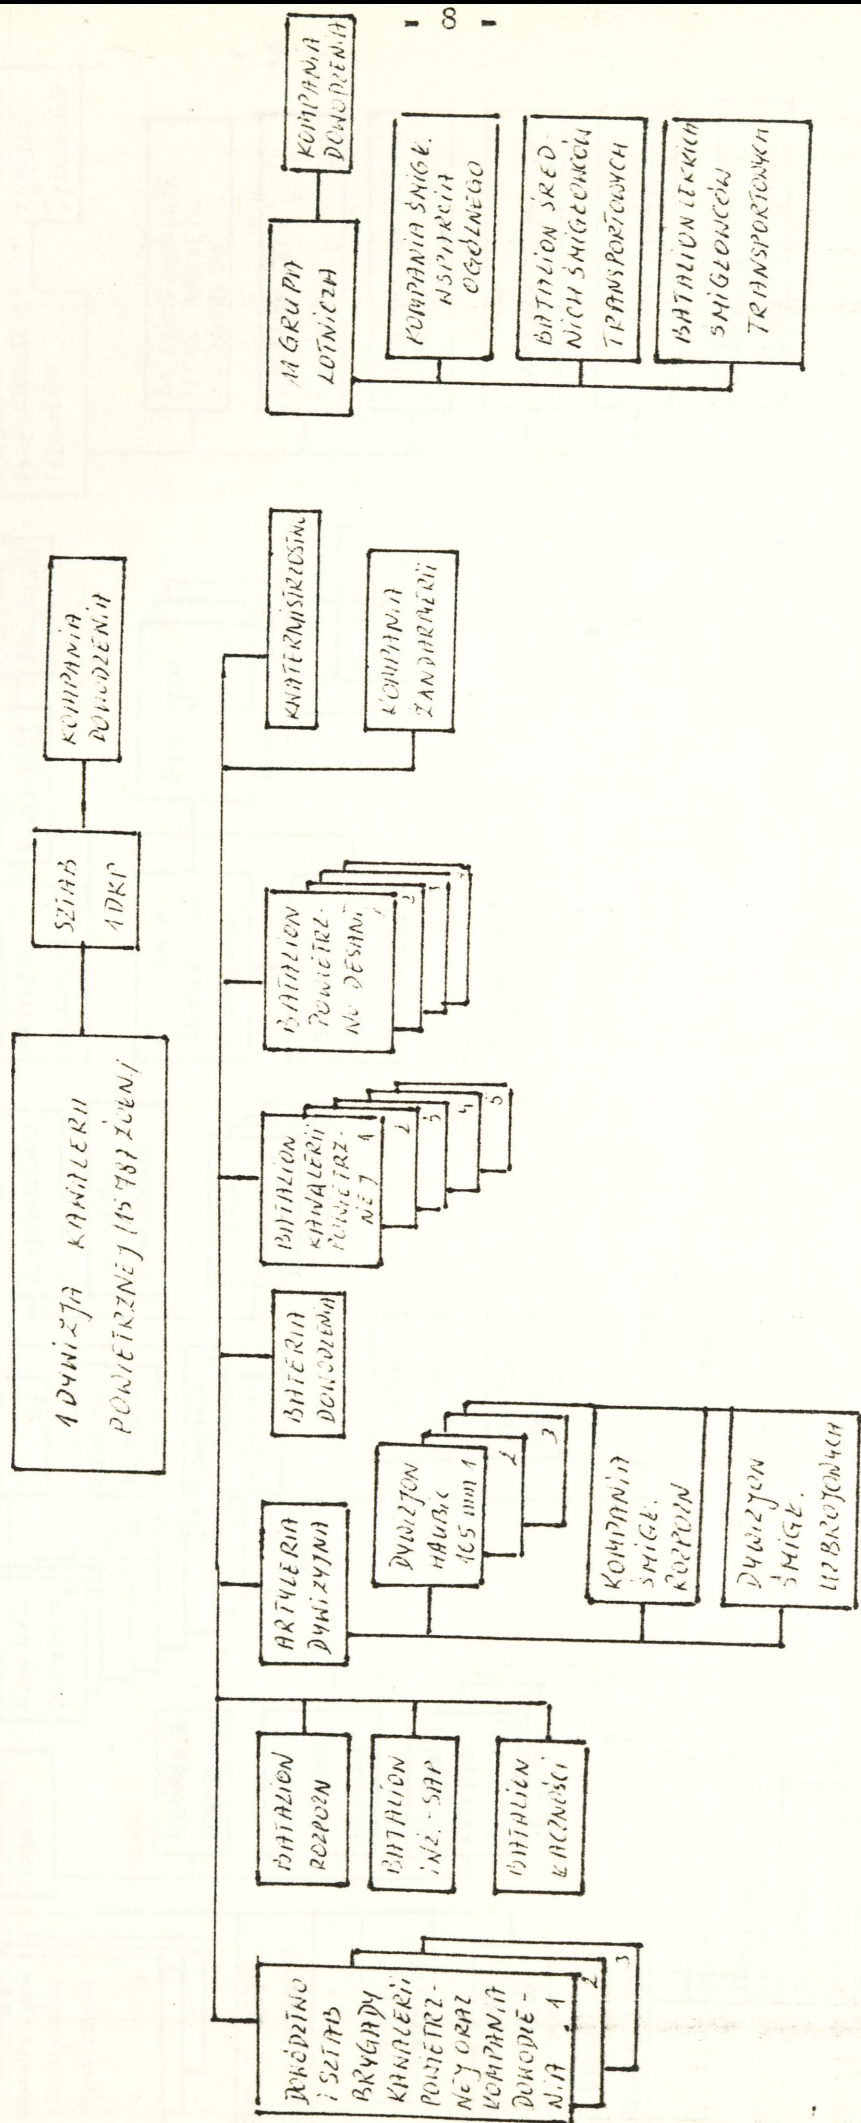 - 8 -
1 DYWIZJA KAWALERII
POWIETRZNEJ (15 787 ŻOŁN/
SZTAB
1 DKP
KOMPANIA
DOWODZENIA
DOWÓDZTWO
I SZTAB
BRYGADY
KAWALERII
POWIETRZ-
NEJ ORAZ
KOMPANIA
DOWODZE-
NIA 1
2
3
BATALION
ROZPOZN
BATALION
INŻ.-SAP
BATALION
ŁĄCZNOŚCI
ARTYLERIA
DYWIZYJNA
DYWIZJON
HAUBIC
105 mm 1
2
3
KOMPANIA
ŚMIGŁ.
ROZPOZN
DYWIZJON
ŚMIGŁ.
UZBROJONYCH
BATERIA
DOWODZENIA
BATALION
KAWALERII
POWIETRZ-
NEJ 1
2
3
4
5
BATALION
POWIETRZ-
NO DESANT
2
3
KWATERMISTRZOSTWO
KOMPANIA
ŻANDARMERII
11 GRUPA
LOTNICZA
KOMPANIA
DOWODZENIA
KOMPANIA ŚMIGŁ.
WSPARCIA
OGÓLNEGO
BATALION ŚRED
NICH ŚMIGŁOWCÓW
TRANSPORTOWYCH
BATALION LEKKICH
ŚMIGŁOWCÓW
TRANSPORTOWYCH